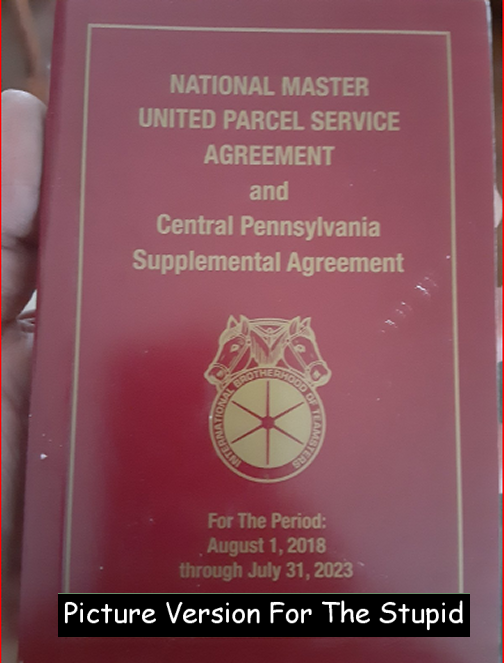 NATIONAL MASTER
UNITED PARCEL SERVICE
AGREEMENT
and
Central Pennsylvania
Supplemental Agreement
INTERNATIONAL BROTHERHOOD OF TEAMSTERS
For The Period:
August 1, 2018
through July 31, 2023
Picture Version For The Stupid